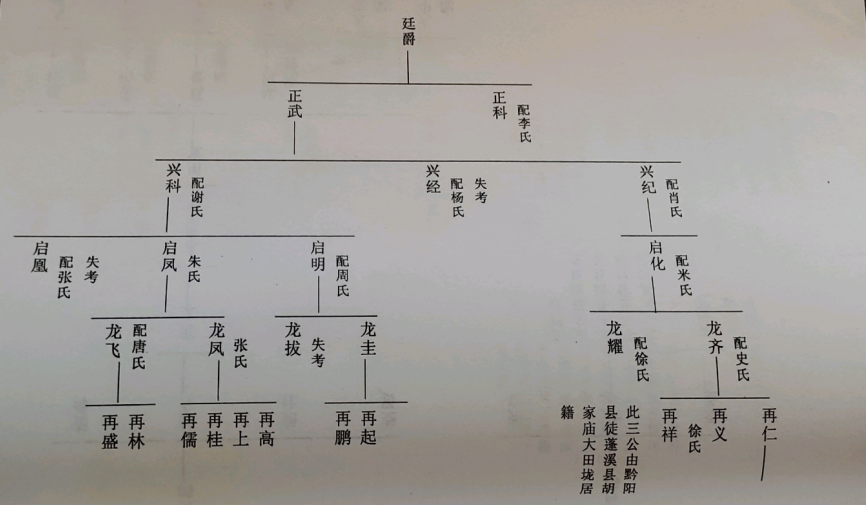 廷爵
正武
正科
配李氏
兴科
配谢氏
兴经
配杨氏
失考
兴纪
配肖氏
启凰
配张氏
失考
启凤
朱氏
启明
配周氏
启化
配米氏
龙飞
配唐氏
龙凤
张氏
龙拔
失考
龙圭
龙耀
配徐氏
龙齐
配史氏
再盛
再林
再儒
再桂
再上
再高
再鹏
再起
再祥
徐氏
再义
再仁
此三公由黔阳
县徒蓬溪县胡
家庙大田垅居
籍